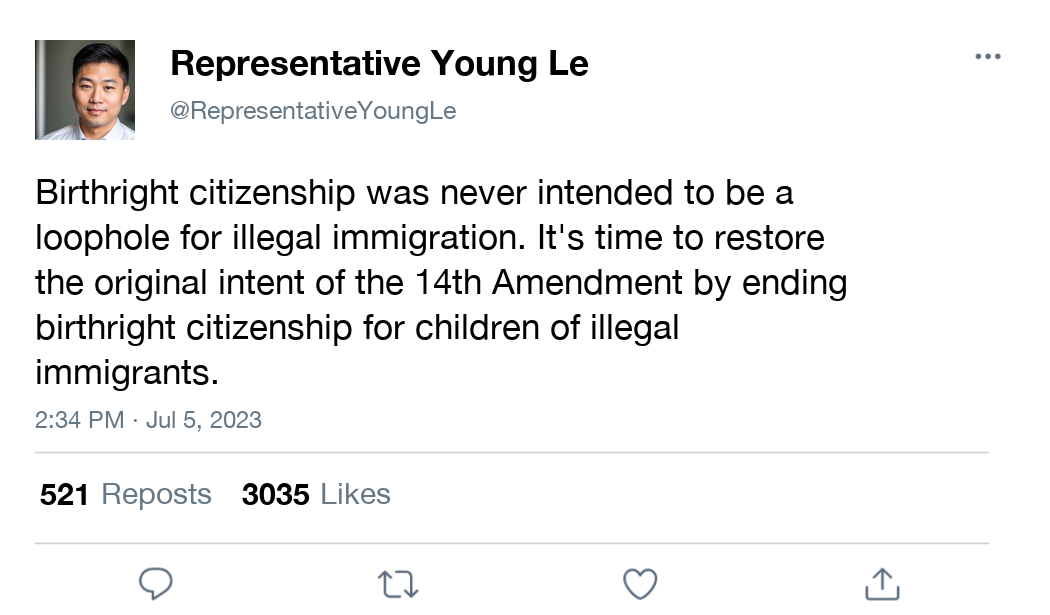 Representative Young Le
@RepresentativeYoungLe
Birthright citizenship was never intended to be a
loophole for illegal immigration. It's time to restore
the original intent of the 14th Amendment by ending
birthright citizenship for children of illegal
immigrants.
2:34 PM · Jul 5, 2023
521 Reposts 3035 Likes